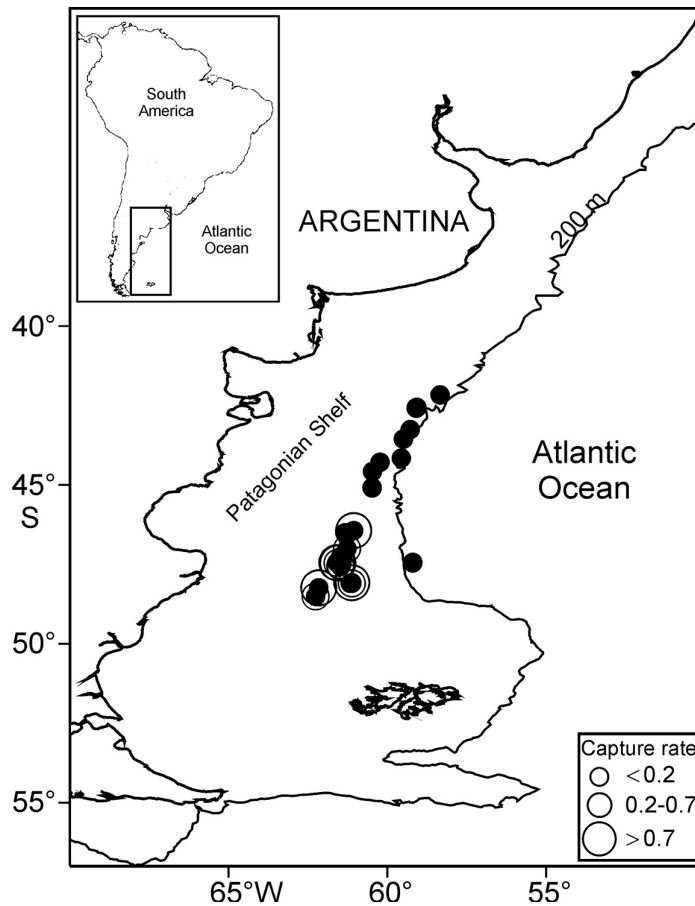 South
America
Atlantic
Ocean
ARGENTINA
200 m
40°
Patagonian Shelf
Atlantic
Ocean
45°
S
50°
55°
Capture rate
<0.2
0.2-0.7
>0.7
65°W
60°
55°